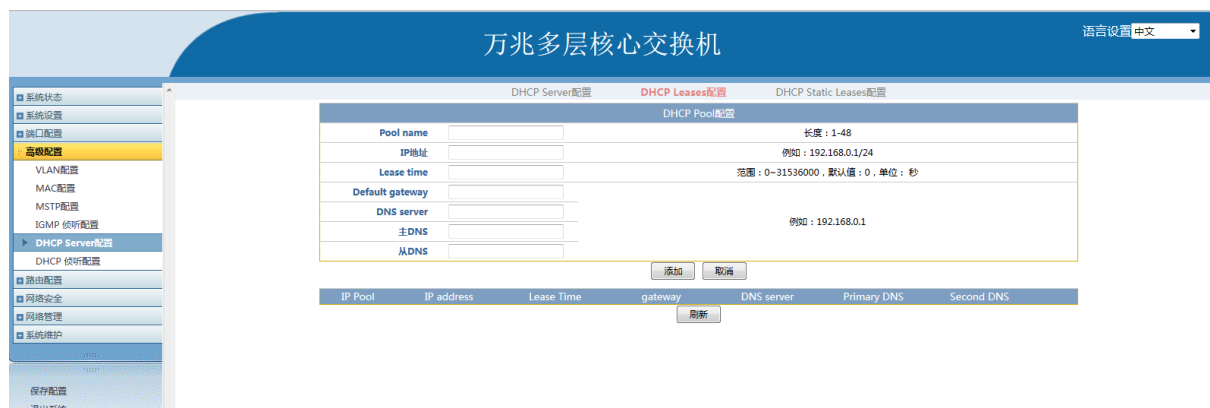 万兆多层核心交换机
语言设置 中文
系统状态
系统设置
端口配置
高级配置
VLAN配置
MAC配置
MSTP配置
IGMP 侦听配置
DHCP Server配置
DHCP 侦听配置
路由配置
网络安全
网络管理
系统维护
保存配置
退出系统
DHCP Server配置 DHCP Leases配置 DHCP Static Leases配置
DHCP Pool配置
Pool name 长度：1-48
IP地址 例如：192.168.0.1/24
Lease time 范围：0~31536000，默认值：0，单位： 秒
Default gateway
DNS server
例如：192.168.0.1
主DNS
从DNS
添加 取消
IP Pool IP address Lease Time gateway DNS server Primary DNS Second DNS
刷新